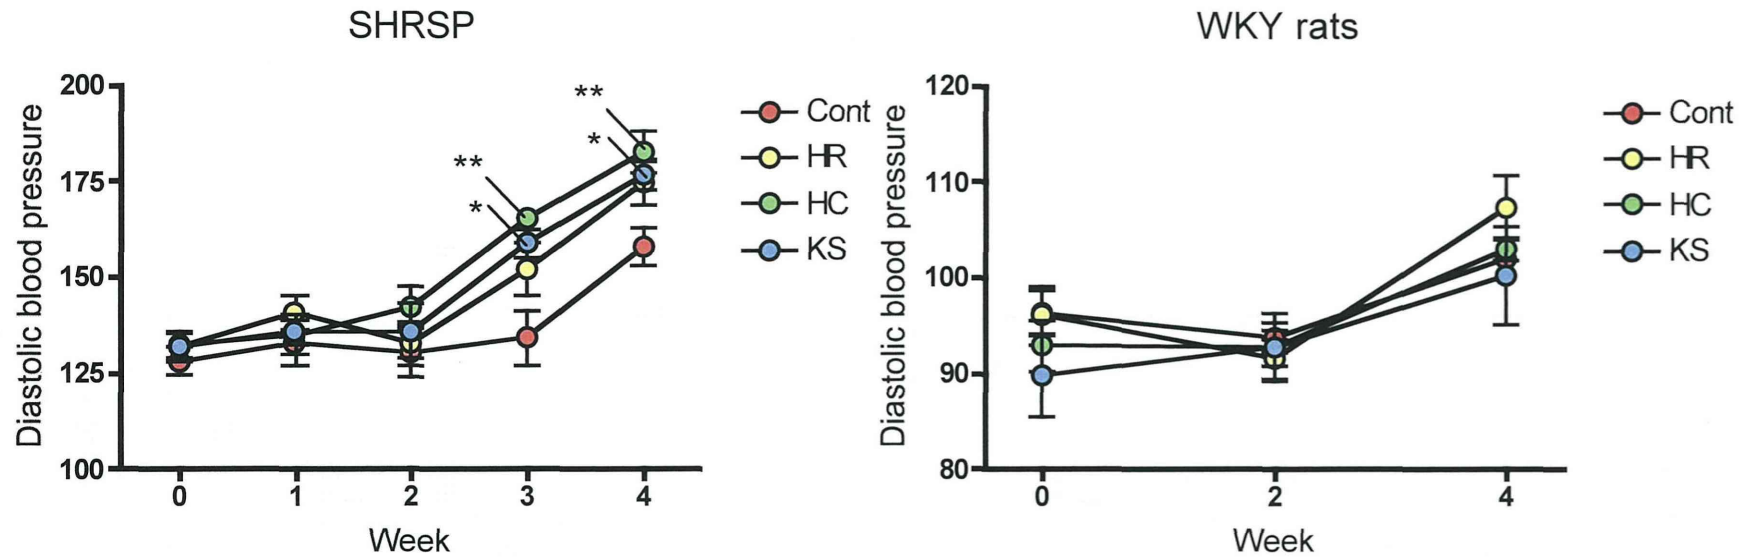 SHRSP
Diastolic blood pressure
200
175
150
125
100
**
*
**
*
0 1 2 3 4
Week
Cont
HR
HC
KS
WKY rats
Diastolic blood pressure
120
110
100
90
80
0 2 4
Week
Cont
HR
HC
KS